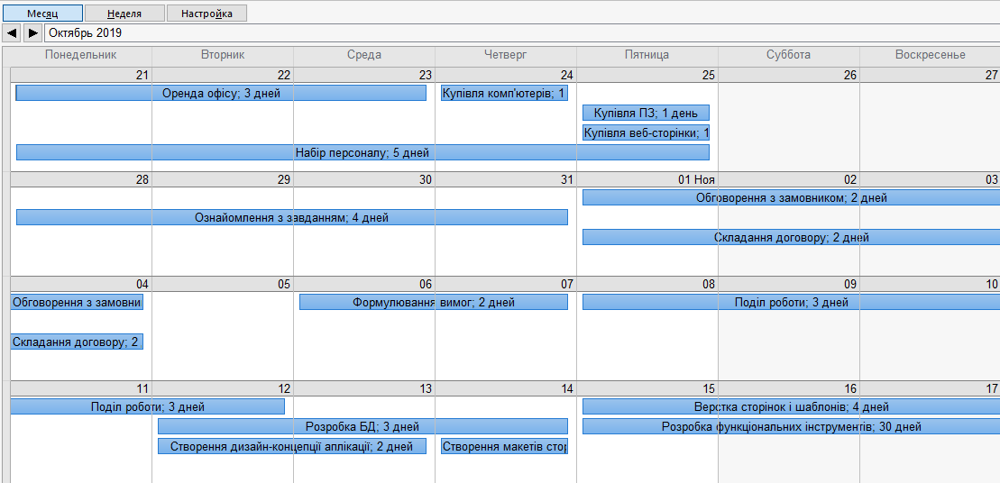 Месяц
Неделя
Настройка
Октябрь 2019
Понедельник
Вторник
Среда
Четверг
Пятница
Суббота
Воскресенье
21
22
23
24
25
26
27
Оренда офісу; 3 дней
Купівля комп'ютерів; 1
Купівля ПЗ; 1 день
Купівля веб-сторінки; 1
Набір персоналу; 5 дней
28
29
30
31
01 Ноя
02
03
Обговорення з замовником; 2 дней
Ознайомлення з завданням; 4 дней
Складання договору; 2 дней
04
05
06
07
08
09
10
Обговорення з замовни
Формулювання вимог; 2 дней
Поділ роботи; 3 дней
Складання договору; 2
11
12
13
14
15
16
17
Поділ роботи; 3 дней
Верстка сторінок і шаблонів; 4 дней
Розробка БД; 3 дней
Розробка функціональних інструментів; 30 дней
Створення дизайн-концепції аплікації; 2 дней
Створення макетів стор